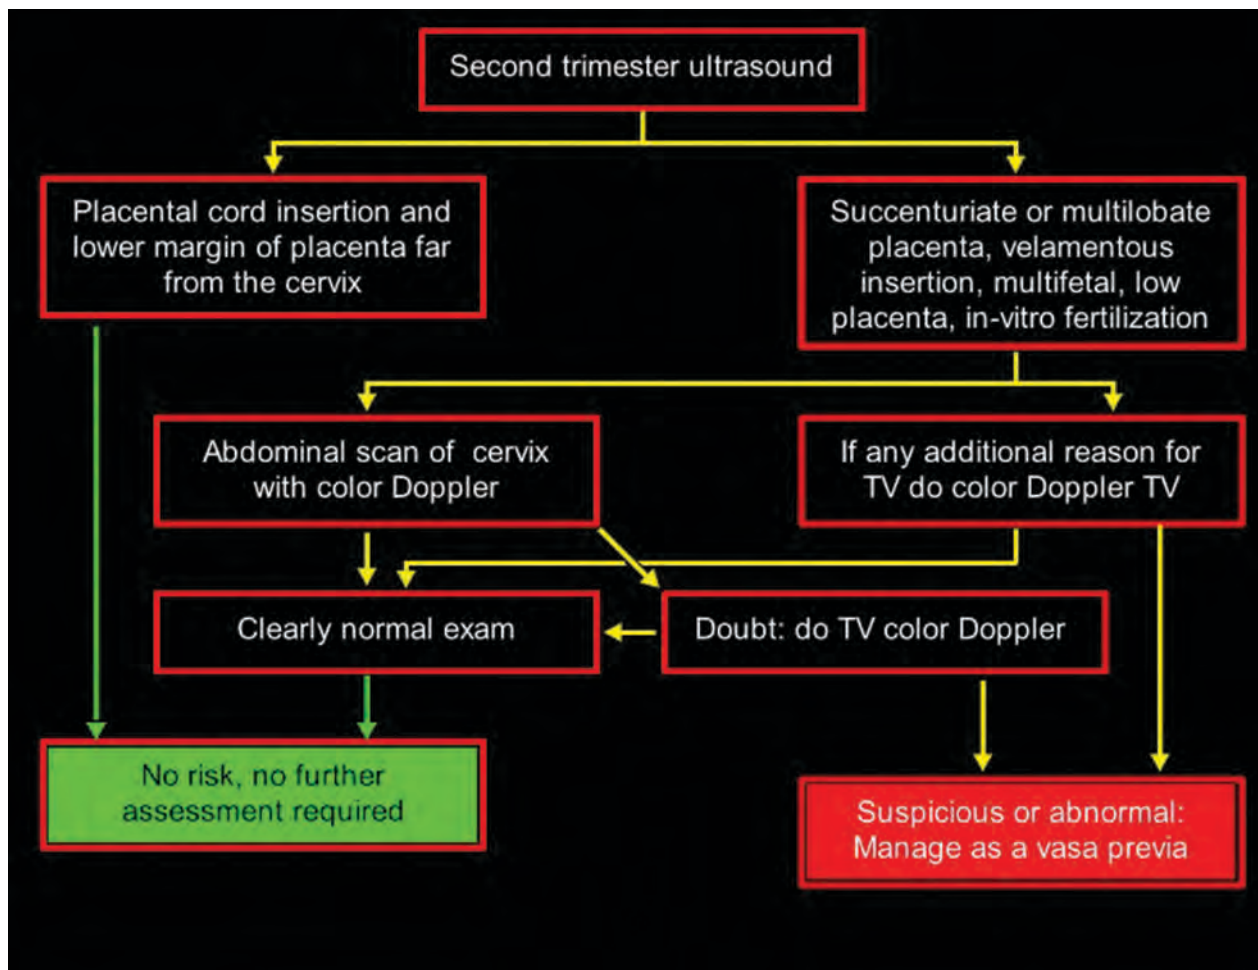 Second trimester ultrasound
Placental cord insertion and
lower margin of placenta far
from the cervix
Succenturiate or multilobate
placenta, velamentous
insertion, multifetal, low
placenta, in-vitro fertilization
Abdominal scan of cervix
with color Doppler
If any additional reason for
TV do color Doppler TV
Clearly normal exam
Doubt: do TV color Doppler
No risk, no further
assessment required
Suspicious or abnormal:
Manage as a vasa previa